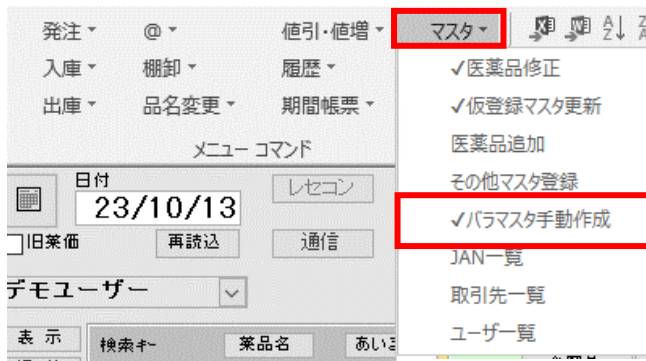 発注 @ 値引・値増 マスタ
入庫 棚卸 履歴
出庫 品名変更 期間帳票
メニュー コマンド
✓医薬品修正
✓仮登録マスタ更新
医薬品追加
その他マスタ登録
✓バラマスタ手動作成
JAN一覧
取引先一覧
ユーザ一覧
日付
23/10/13
レセコン
旧薬価 再読込 通信
デモユーザー
表 示 検索キー 薬品名